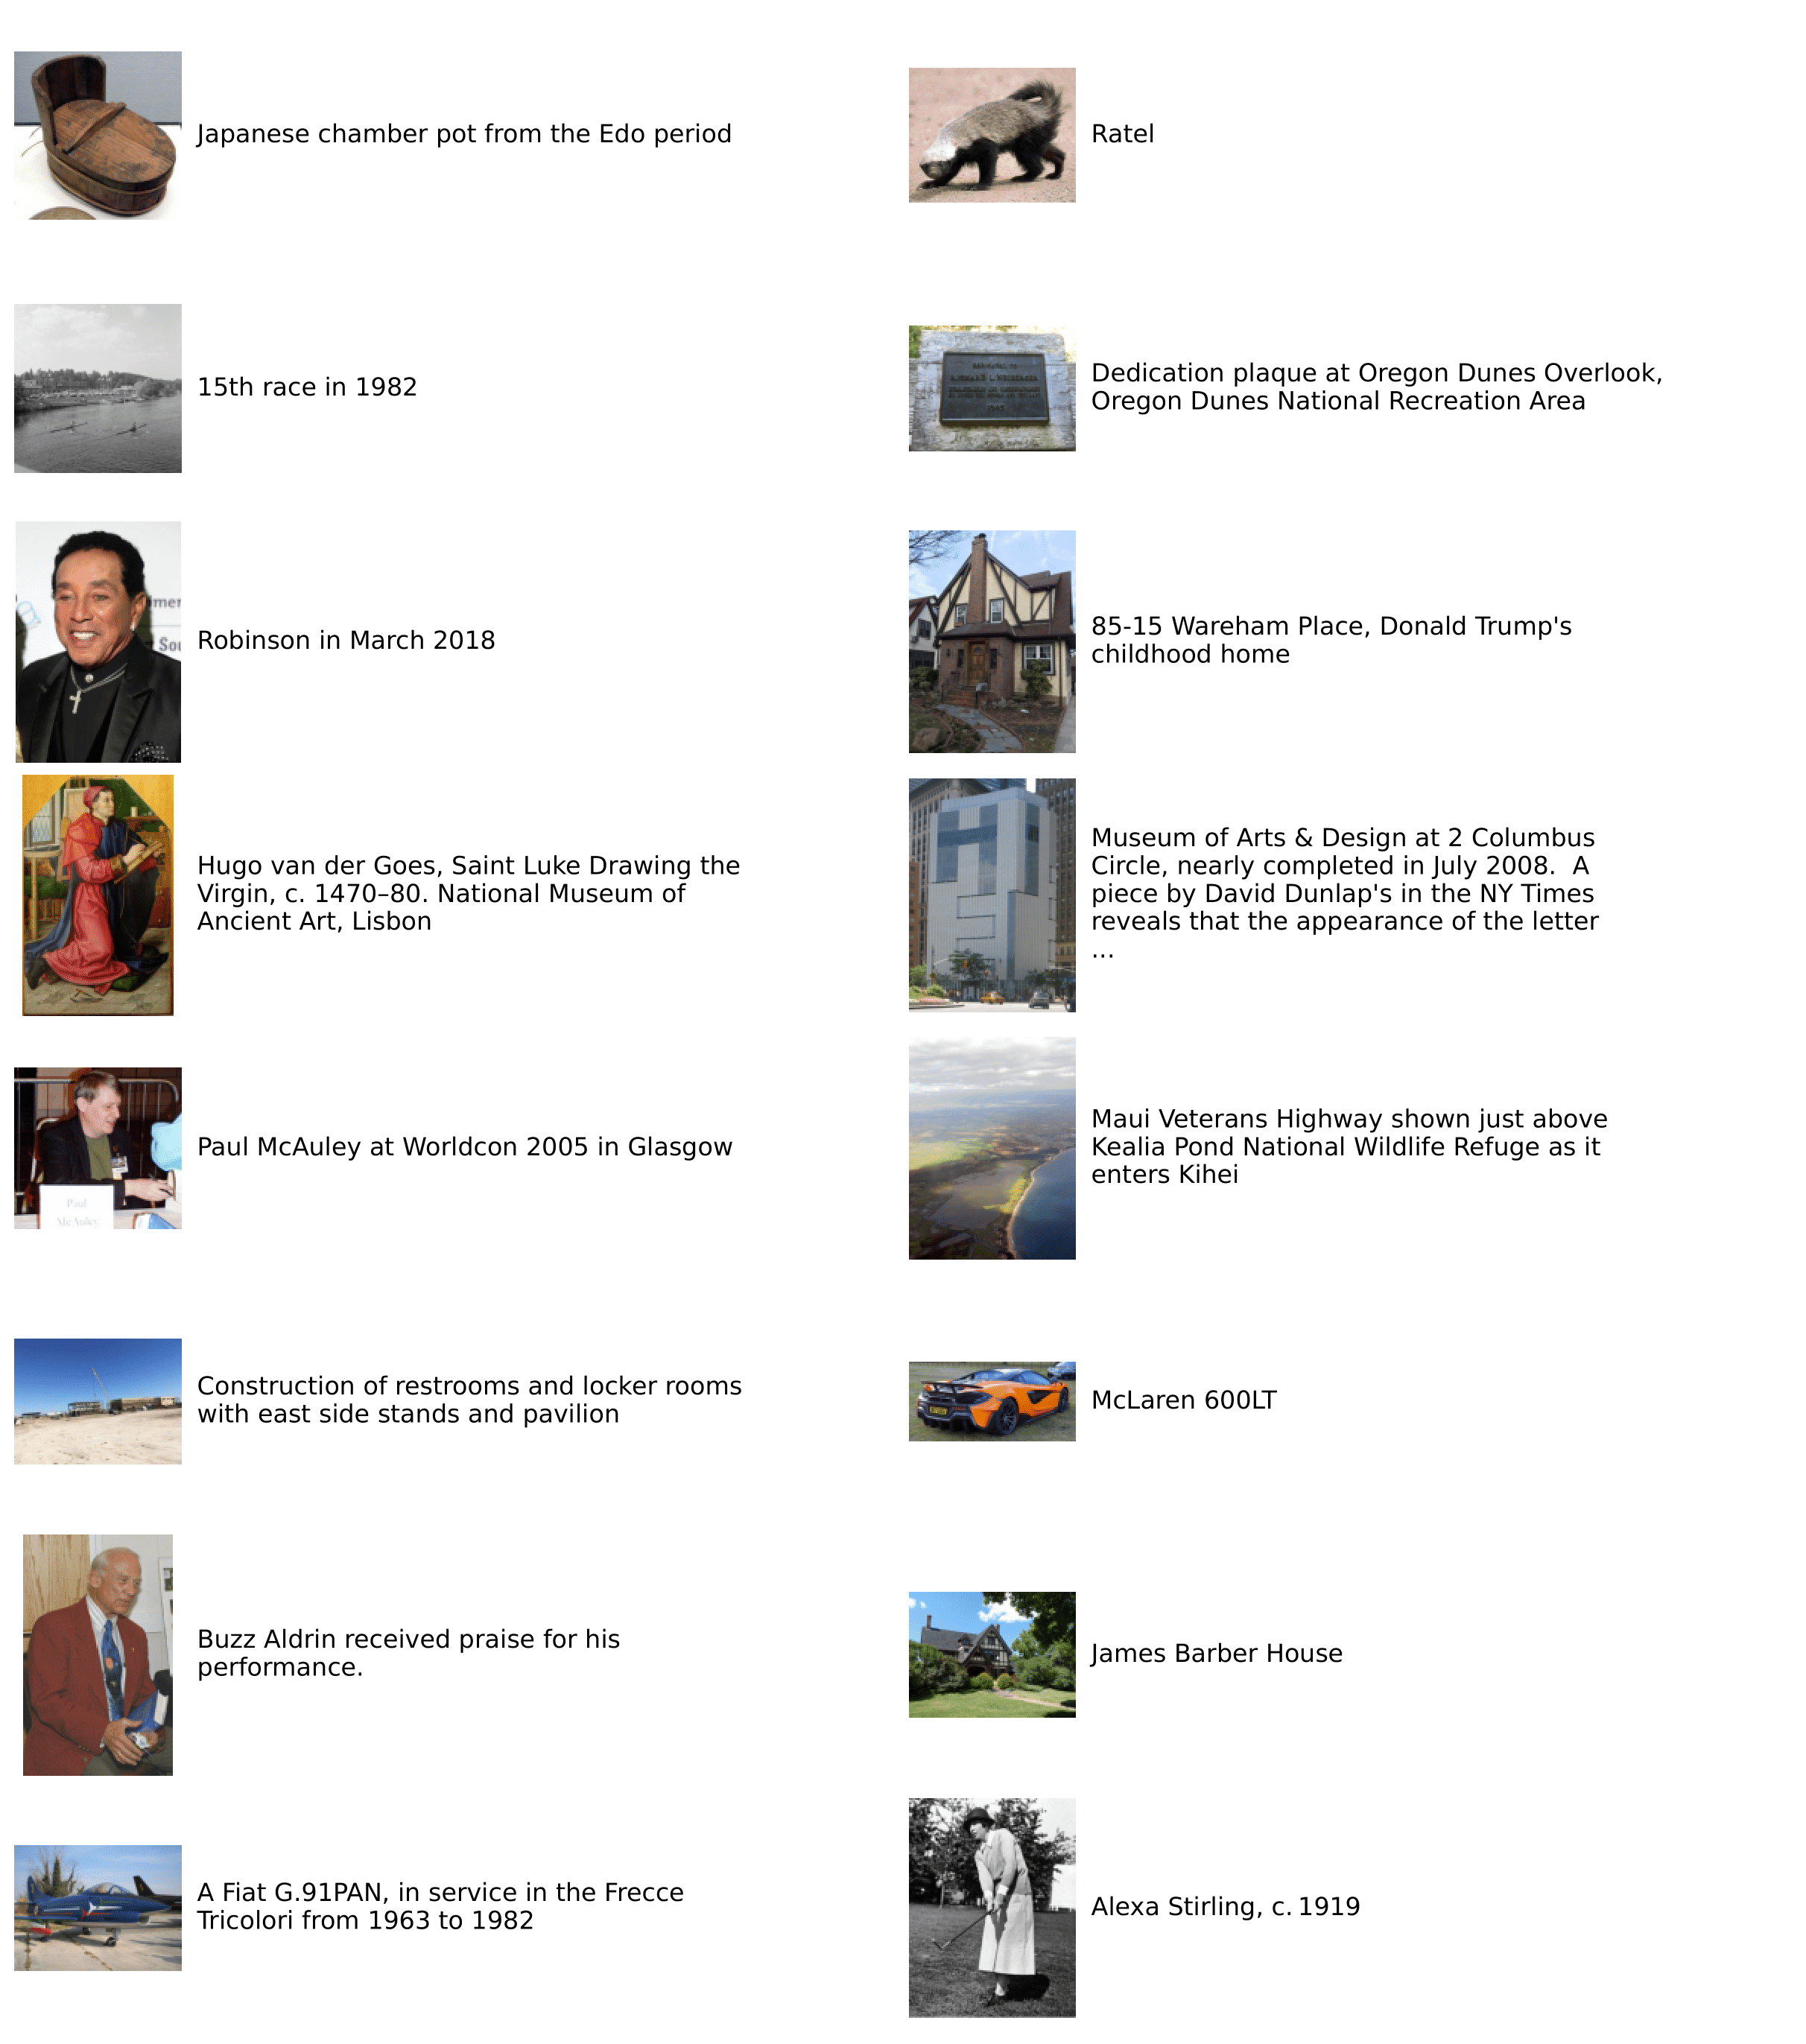 Japanese chamber pot from the Edo period
Ratel
15th race in 1982
Dedication plaque at Oregon Dunes Overlook,
Oregon Dunes National Recreation Area
Robinson in March 2018
85-15 Wareham Place, Donald Trump's
childhood home
Hugo van der Goes, Saint Luke Drawing the
Virgin, c. 1470–80. National Museum of
Ancient Art, Lisbon
Museum of Arts & Design at 2 Columbus
Circle, nearly completed in July 2008.  A
piece by David Dunlap's in the NY Times
reveals that the appearance of the letter
...
Paul McAuley at Worldcon 2005 in Glasgow
Paul
McAuley
Maui Veterans Highway shown just above
Kealia Pond National Wildlife Refuge as it
enters Kihei
Construction of restrooms and locker rooms
with east side stands and pavilion
McLaren 600LT
Buzz Aldrin received praise for his
performance.
James Barber House
A Fiat G.91PAN, in service in the Frecce
Tricolori from 1963 to 1982
Alexa Stirling, c. 1919